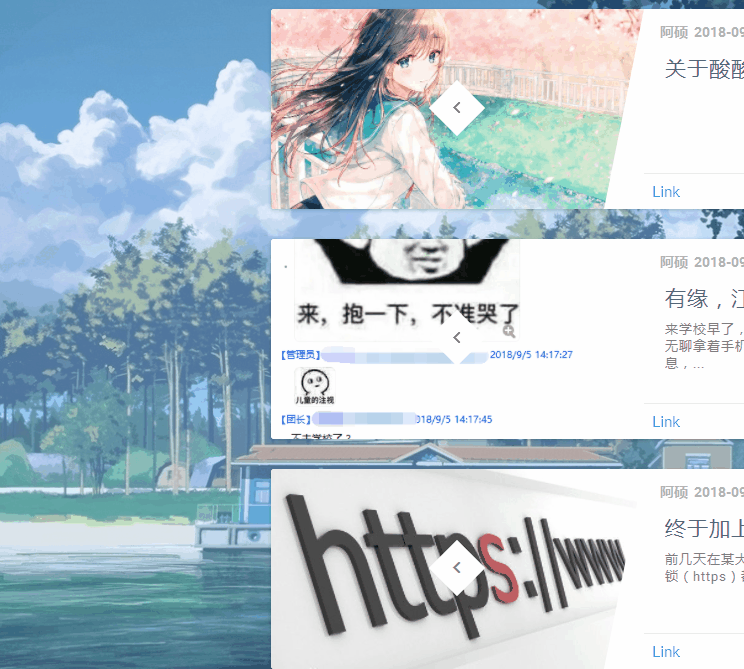 阿硕 2018-09
关于酸酸
Link
来，抱一下，不准哭了
【管理员】
2018/9/5 14:17:27
儿童的注视
【团长】
018/9/5 14:17:45
不去学校了？
阿硕 2018-09
有缘，江
来学校早了，
无聊拿着手机
息，...
Link
https://www
阿硕 2018-09
终于加上
前几天在某大
锁（https）都
Link